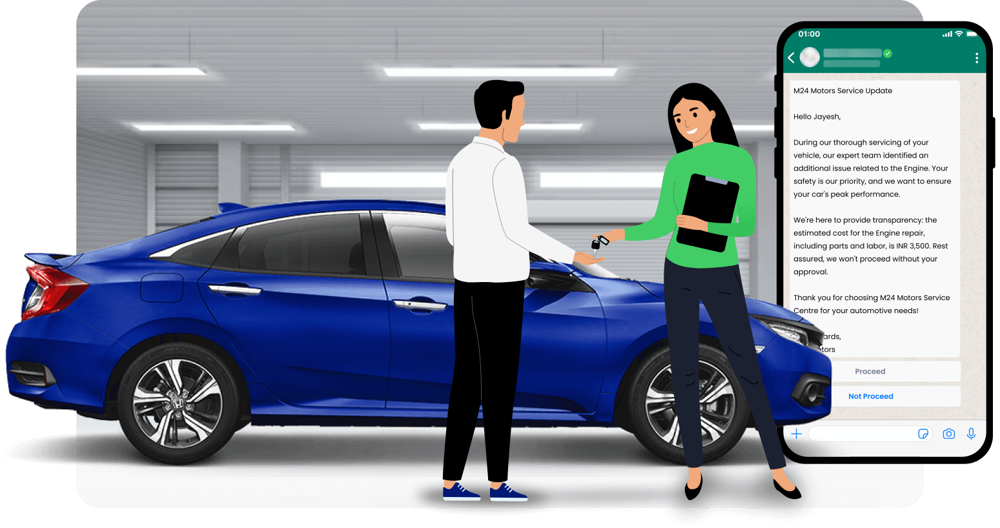 01:00
M24 Motors Service Update
Hello Jayesh,
During our thorough servicing of your
vehicle, our expert team identified an
additional issue related to the Engine. Your
safety is our priority, and we want to ensure
your car's peak performance.
We're here to provide transparency: the
estimated cost for the Engine repair,
including parts and labor, is INR 3,500. Rest
assured, we won't proceed without your
approval.
Thank you for choosing M24 Motors Service
Centre for your automotive needs!
ards,
tors
Proceed
Not Proceed